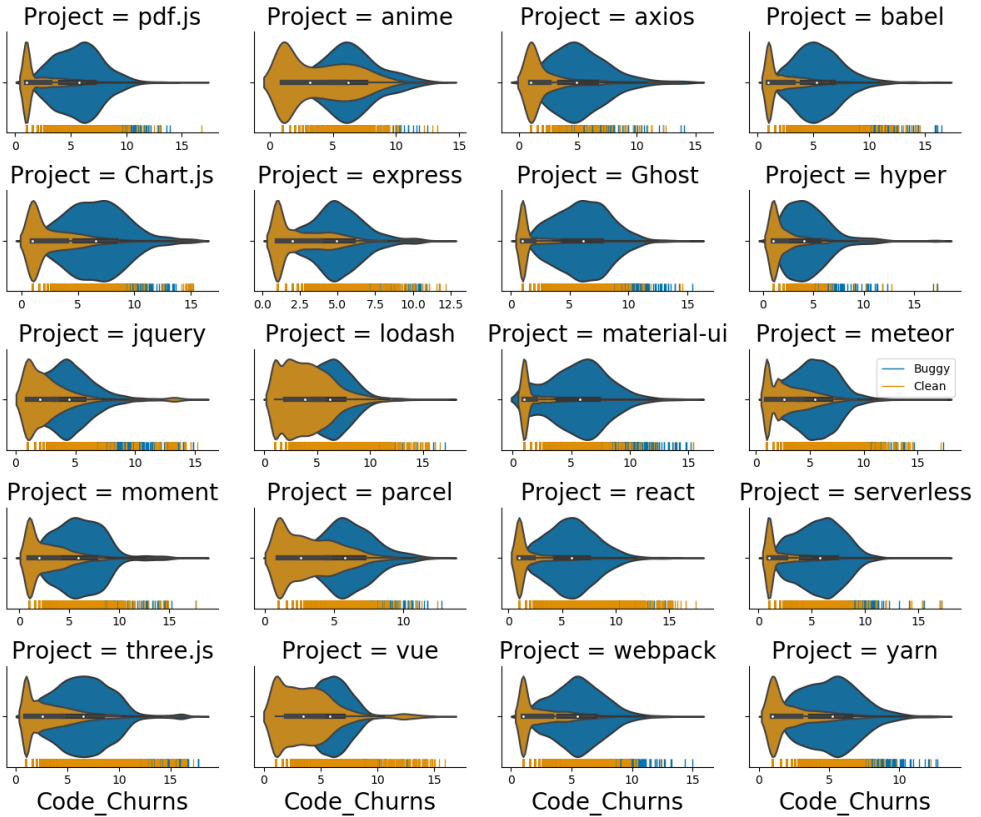 Project = pdf.js Project = anime Project = axios Project = babel
0 5 10 15 0 5 10 15 0 5 10 15 0 5 10 15
Project = Chart.js Project = express Project = Ghost Project = hyper
0 5 10 15 0.0 2.5 5.0 7.5 10.0 12.5 0 5 10 15 0 5 10 15
Project = jquery Project = lodash Project = material-ui Project = meteor
Buggy
Clean
0 5 10 15 0 5 10 15 0 5 10 15 0 5 10 15
Project = moment Project = parcel Project = react Project = serverless
0 5 10 15 0 5 10 0 5 10 15 0 5 10 15
Project = three.js Project = vue Project = webpack Project = yarn
0 5 10 15 0 5 10 15 0 5 10 15 0 5 10
Code_Churns Code_Churns Code_Churns Code_Churns